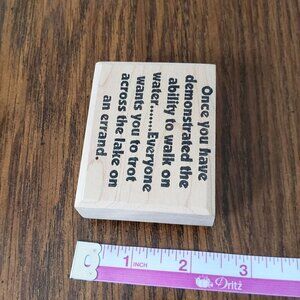 Once you have
demonstrated the
ability to walk on
water.......Everyone
wants you to trot
across the lake on
an errand.
1 INCH 2 3
Dritz